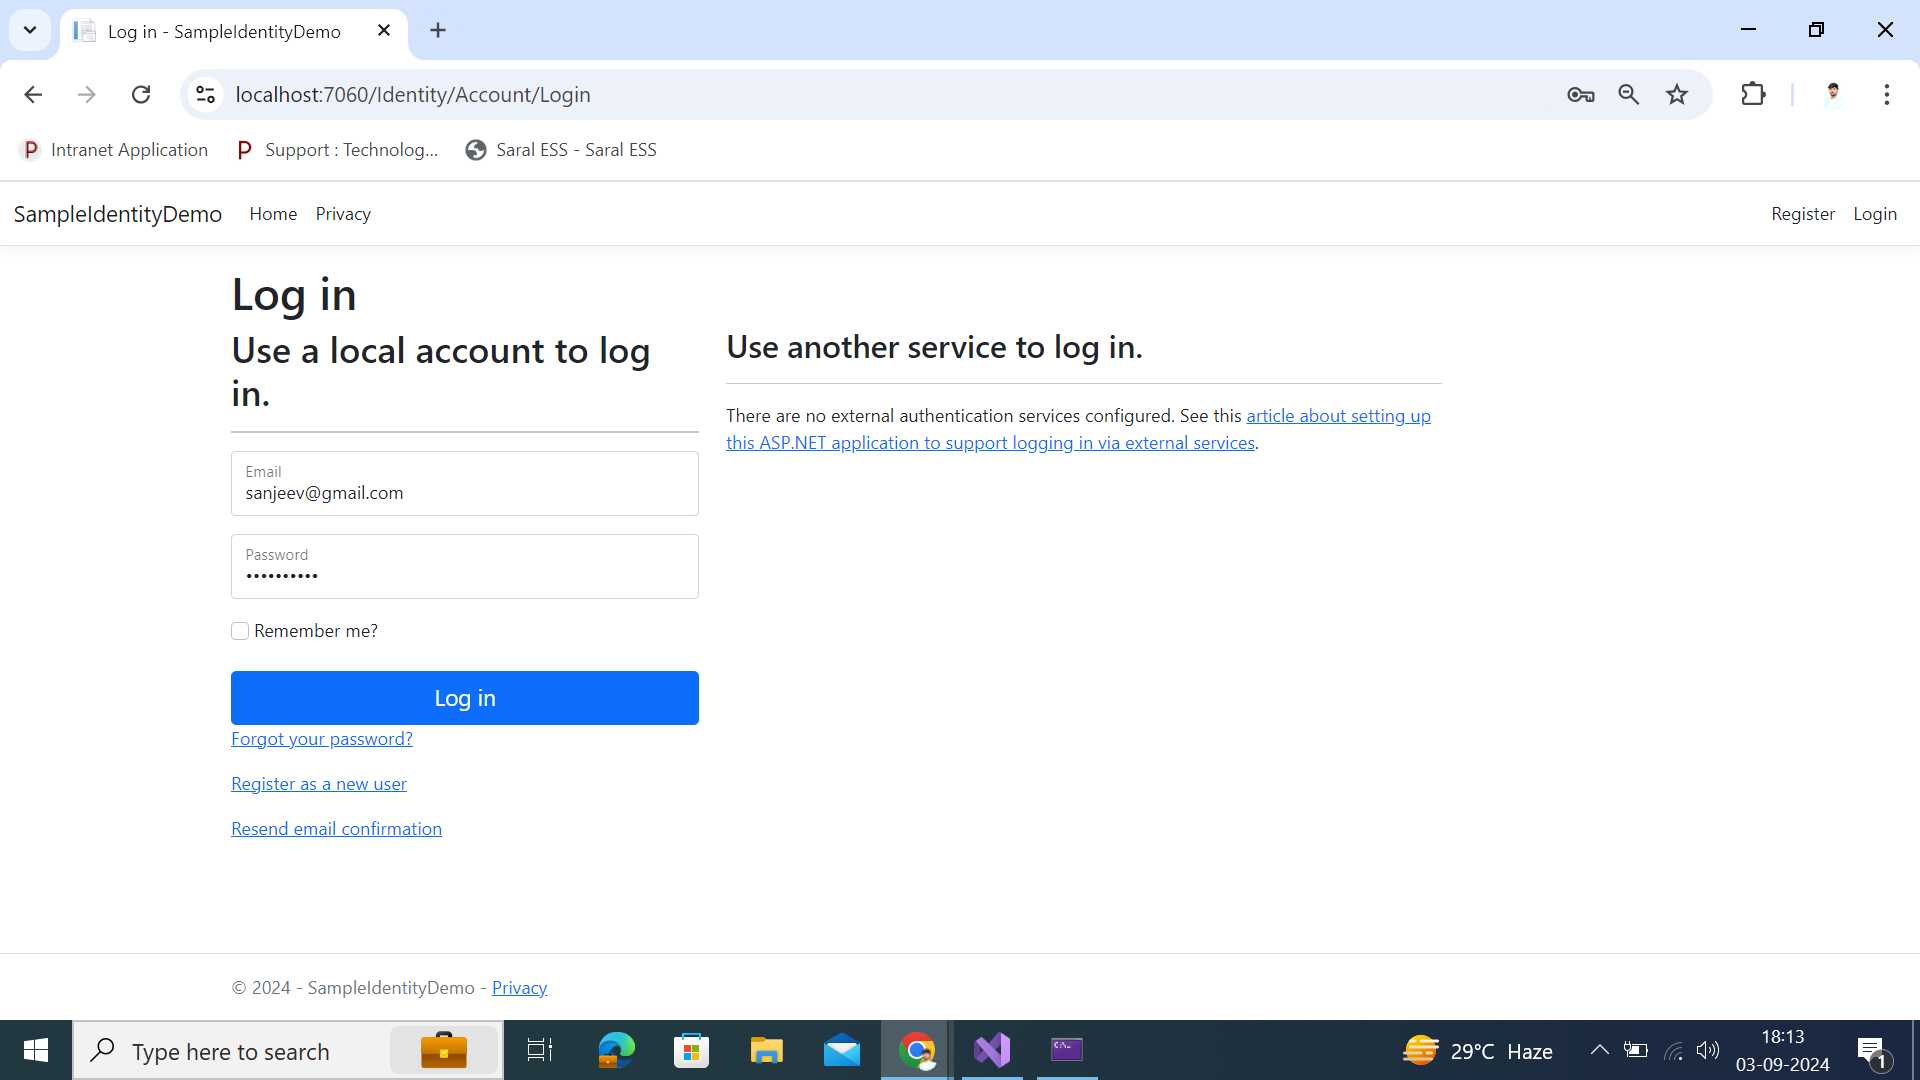 Log in - SampleIdentityDemo
localhost:7060/Identity/Account/Login
P Intranet Application P Support : Technolog... Saral ESS - Saral ESS
SampleIdentityDemo Home Privacy Register Login
Log in
Use a local account to log
in.
Email
sanjeev@gmail.com
Password
••••••••••
Remember me?
Log in
Forgot your password?
Register as a new user
Resend email confirmation
Use another service to log in.
There are no external authentication services configured. See this article about setting up
this ASP.NET application to support logging in via external services.
© 2024 - SampleIdentityDemo - Privacy
Type here to search
C:\_
29°C Haze
18:13
03-09-2024
1